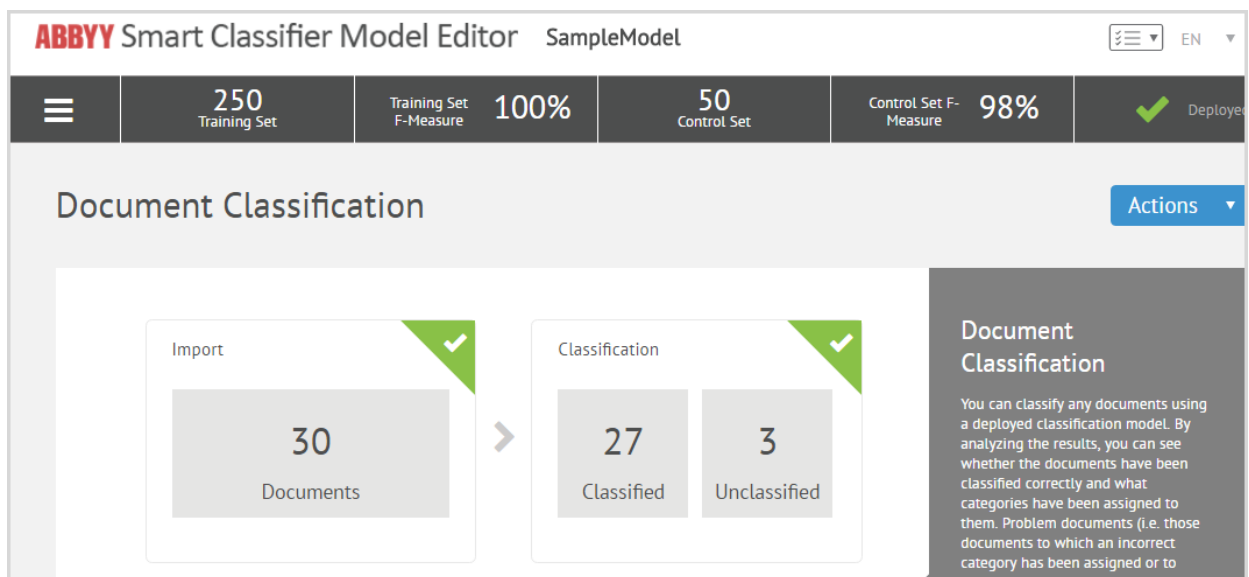 ABBYY Smart Classifier Model Editor SampleModel EN
250
Training Set
Training Set
F-Measure
100%
50
Control Set
Control Set F-
Measure
98%
Deployed
Document Classification
Actions
Import
30
Documents
Classification
27
Classified
3
Unclassified
Document
Classification
You can classify any documents using
a deployed classification model. By
analyzing the results, you can see
whether the documents have been
classified correctly and what
categories have been assigned to
them. Problem documents (i.e. those
documents to which an incorrect
category has been assigned or to